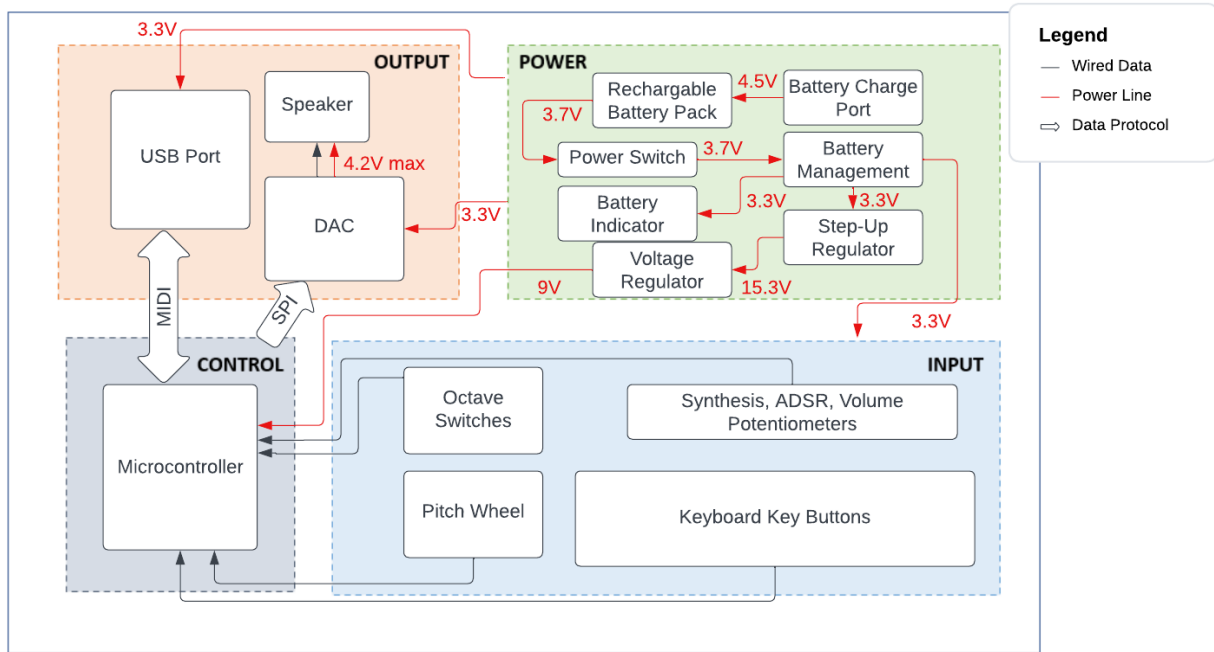 Legend
Wired Data
Power Line
Data Protocol
3.3V
OUTPUT
USB Port
Speaker
4.2V max
DAC
3.3V
MIDI
SPI
POWER
Rechargable
Battery Pack
4.5V
Battery Charge
Port
3.7V
Power Switch
3.7V
Battery
Management
Battery
Indicator
3.3V
3.3V
Step-Up
Regulator
Voltage
Regulator
9V
15.3V
3.3V
CONTROL
Microcontroller
INPUT
Octave
Switches
Synthesis, ADSR, Volume
Potentiometers
Pitch Wheel
Keyboard Key Buttons